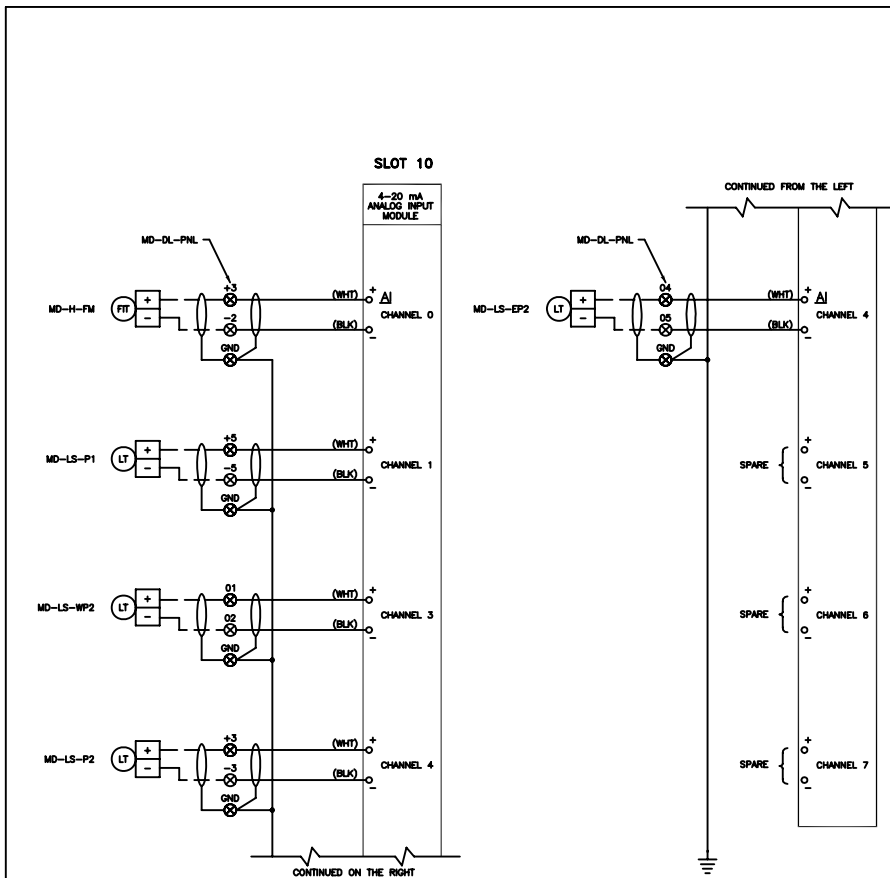 SLOT 10
4–20 mA
ANALOG INPUT
MODULE
MD–DL–PNL
MD–H–FM
FIT
+
−
+3
−2
GND
(WHT)
(BLK)
+
AI
CHANNEL 0
−
MD–LS–P1
LT
+
−
+5
−5
GND
(WHT)
(BLK)
+
CHANNEL 1
−
MD–LS–WP2
LT
+
−
01
02
GND
(WHT)
(BLK)
+
CHANNEL 3
−
MD–LS–P2
LT
+
−
+3
−3
GND
(WHT)
(BLK)
+
CHANNEL 4
−
CONTINUED ON THE RIGHT
CONTINUED FROM THE LEFT
MD–DL–PNL
MD–LS–EP2
LT
+
−
04
05
GND
(WHT)
(BLK)
+
AI
CHANNEL 4
−
SPARE
+
CHANNEL 5
−
SPARE
+
CHANNEL 6
−
SPARE
+
CHANNEL 7
−